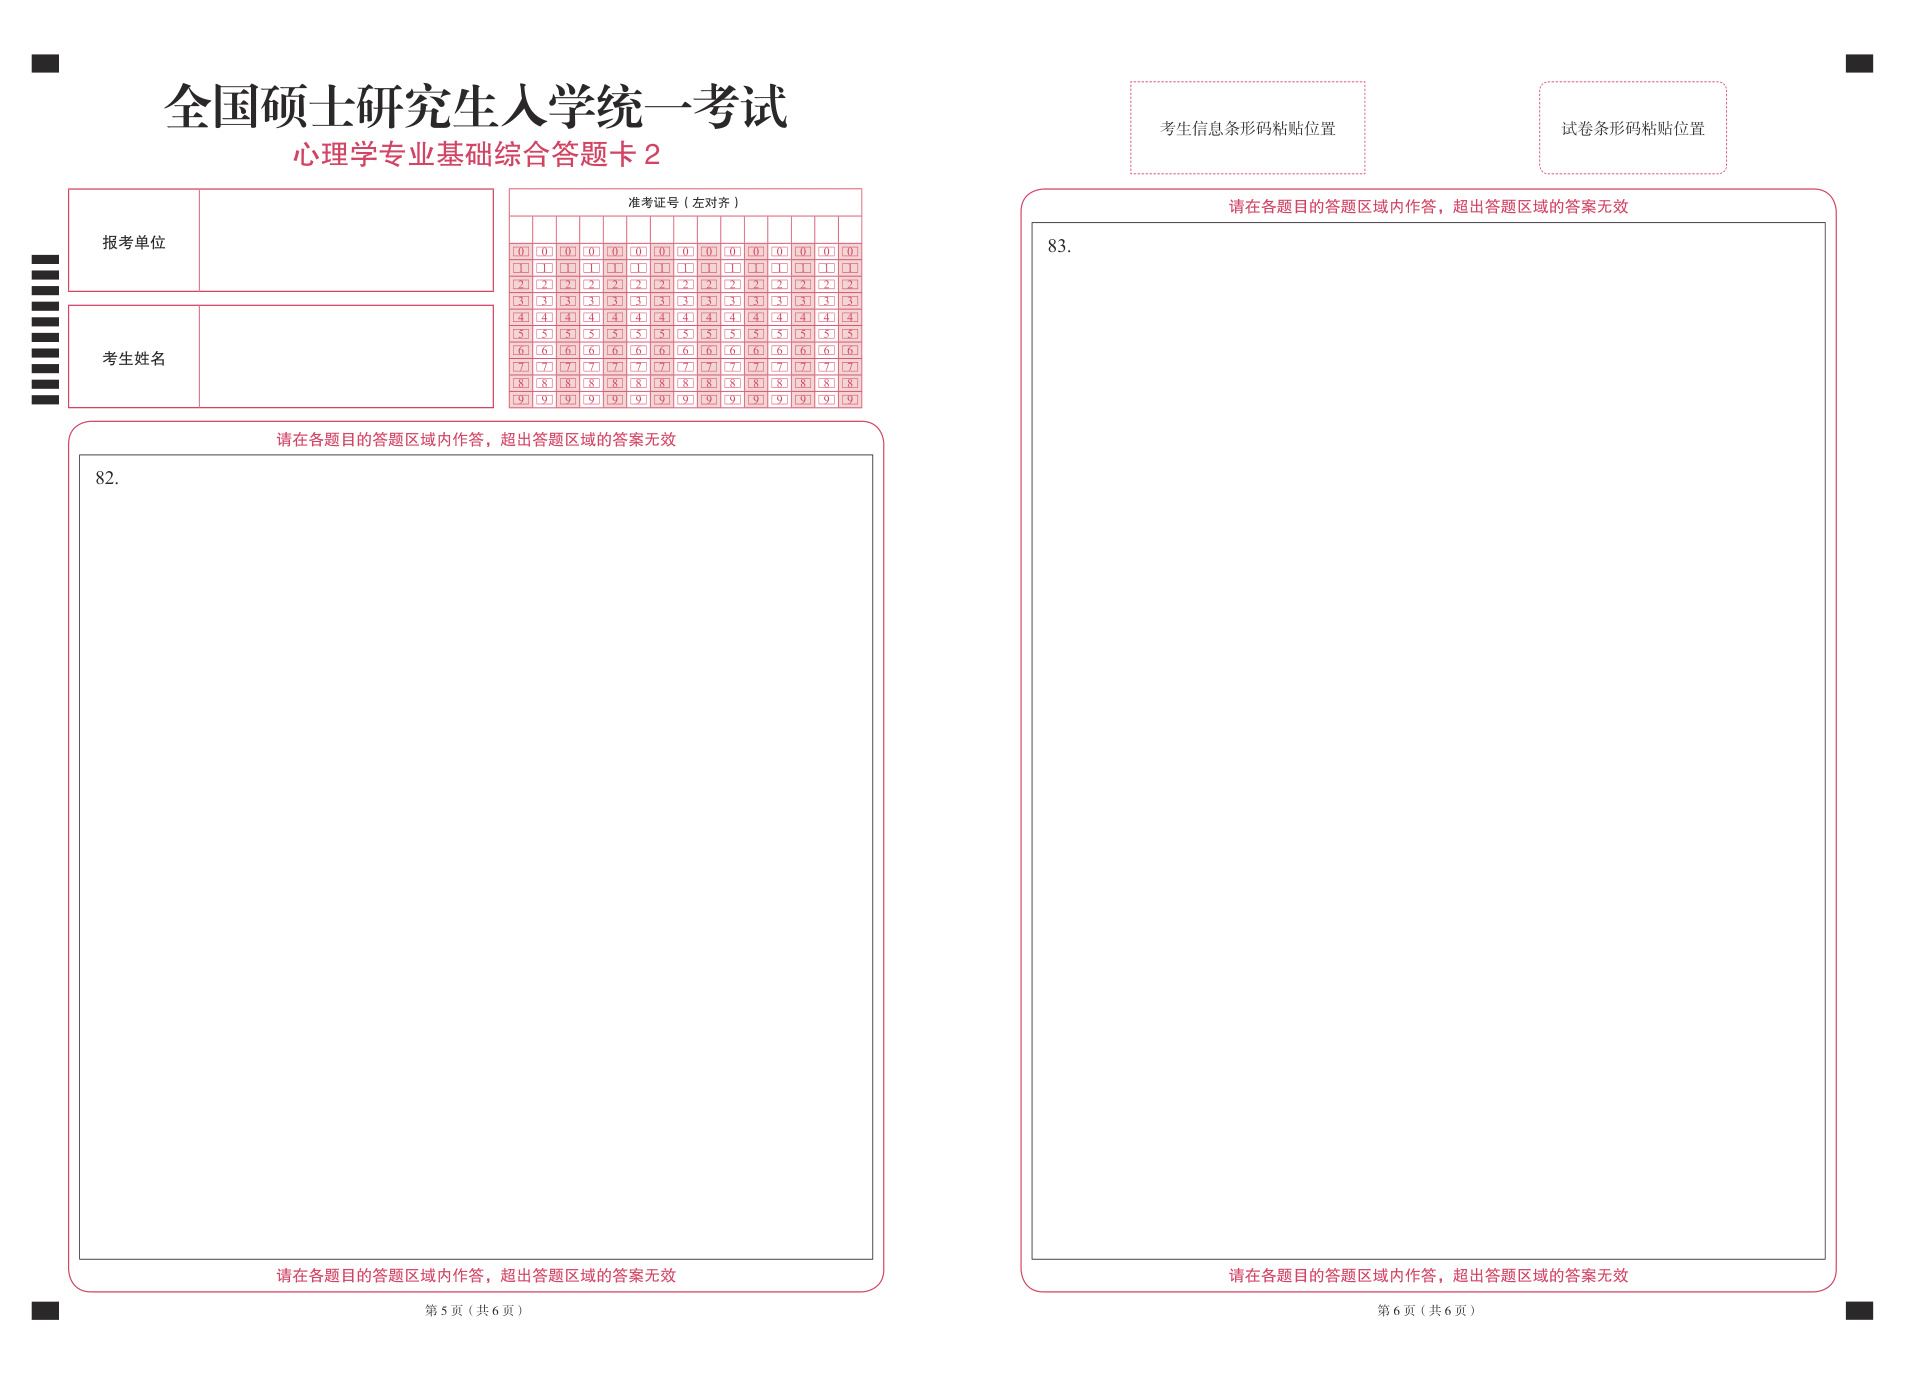 全国硕士研究生入学统一考试
心理学专业基础综合答题卡 2
报考单位
考生姓名
准考证号（左对齐）
0 0 0 0 0 0 0 0 0 0 0 0 0 0 0
1 1 1 1 1 1 1 1 1 1 1 1 1 1 1
2 2 2 2 2 2 2 2 2 2 2 2 2 2 2
3 3 3 3 3 3 3 3 3 3 3 3 3 3 3
4 4 4 4 4 4 4 4 4 4 4 4 4 4 4
5 5 5 5 5 5 5 5 5 5 5 5 5 5 5
6 6 6 6 6 6 6 6 6 6 6 6 6 6 6
7 7 7 7 7 7 7 7 7 7 7 7 7 7 7
8 8 8 8 8 8 8 8 8 8 8 8 8 8 8
9 9 9 9 9 9 9 9 9 9 9 9 9 9 9
请在各题目的答题区域内作答，超出答题区域的答案无效
82.
请在各题目的答题区域内作答，超出答题区域的答案无效
第 5 页（共 6 页）
考生信息条形码粘贴位置
试卷条形码粘贴位置
请在各题目的答题区域内作答，超出答题区域的答案无效
83.
请在各题目的答题区域内作答，超出答题区域的答案无效
第 6 页（共 6 页）